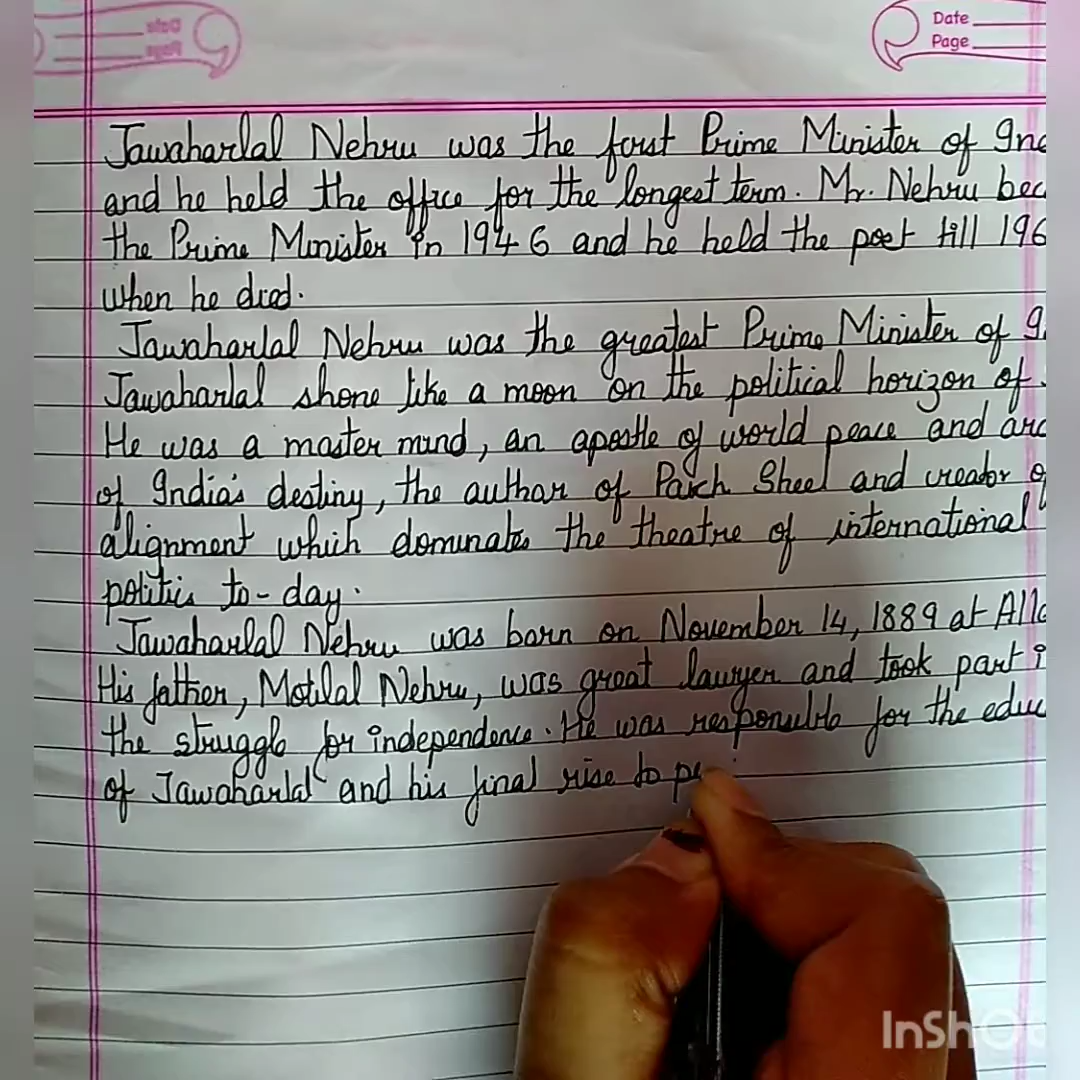 Date
Page
Jawaharlal Nehru was the first Prime Minister of Ind
and he held the office for the longest term. Mr. Nehru bec
the Prime Minister in 1946 and he held the post till 196
when he died.
Jawaharlal Nehru was the greatest Prime Minister of
Jawaharlal shone like a moon on the political horizon of
He was a master mind, an apostle of world peace and arc
of India's destiny, the author of Panch Sheel and creator of
alignment which dominates the theatre of international
politics to-day.
Jawaharlal Nehru was born on November 14, 1889 at Alla
His father, Motilal Nehru, was great lawyer and took part i
the struggle for independence. He was responsible for the educ
of Jawaharlal and his final rise to
InShO